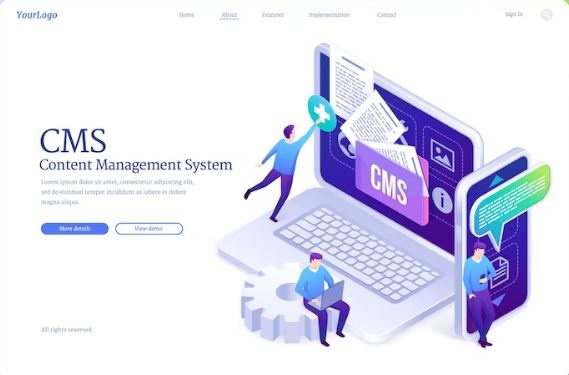 YourLogo
Home About Features Implementation Contact
Sign in
CMS
Content Management System
Lorem ipsum dolor sit amet, consectetur adipiscing elit,
sed do eiusmod tempor incididunt ut labore et dolore
magna aliqua.
More details View demo
CMS
All rights reserved